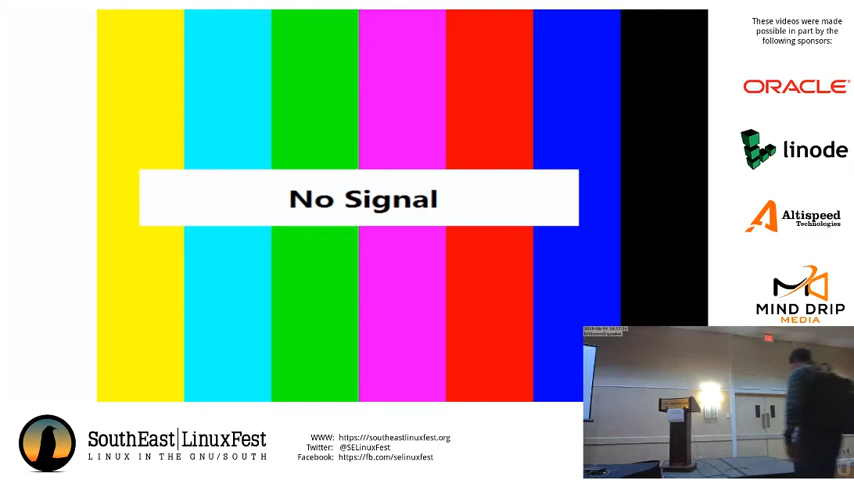 These videos were made
possible in part by the
following sponsors:
ORACLE
linode
Altispeed
Technologies
MIND DRIP
MEDIA
No Signal
SouthEast|LinuxFest
LINUX IN THE GNU/SOUTH
WWW: https:///southeastlinuxfest.org
Twitter: @SELinuxFest
Facebook: https://fb.com/selinuxfest